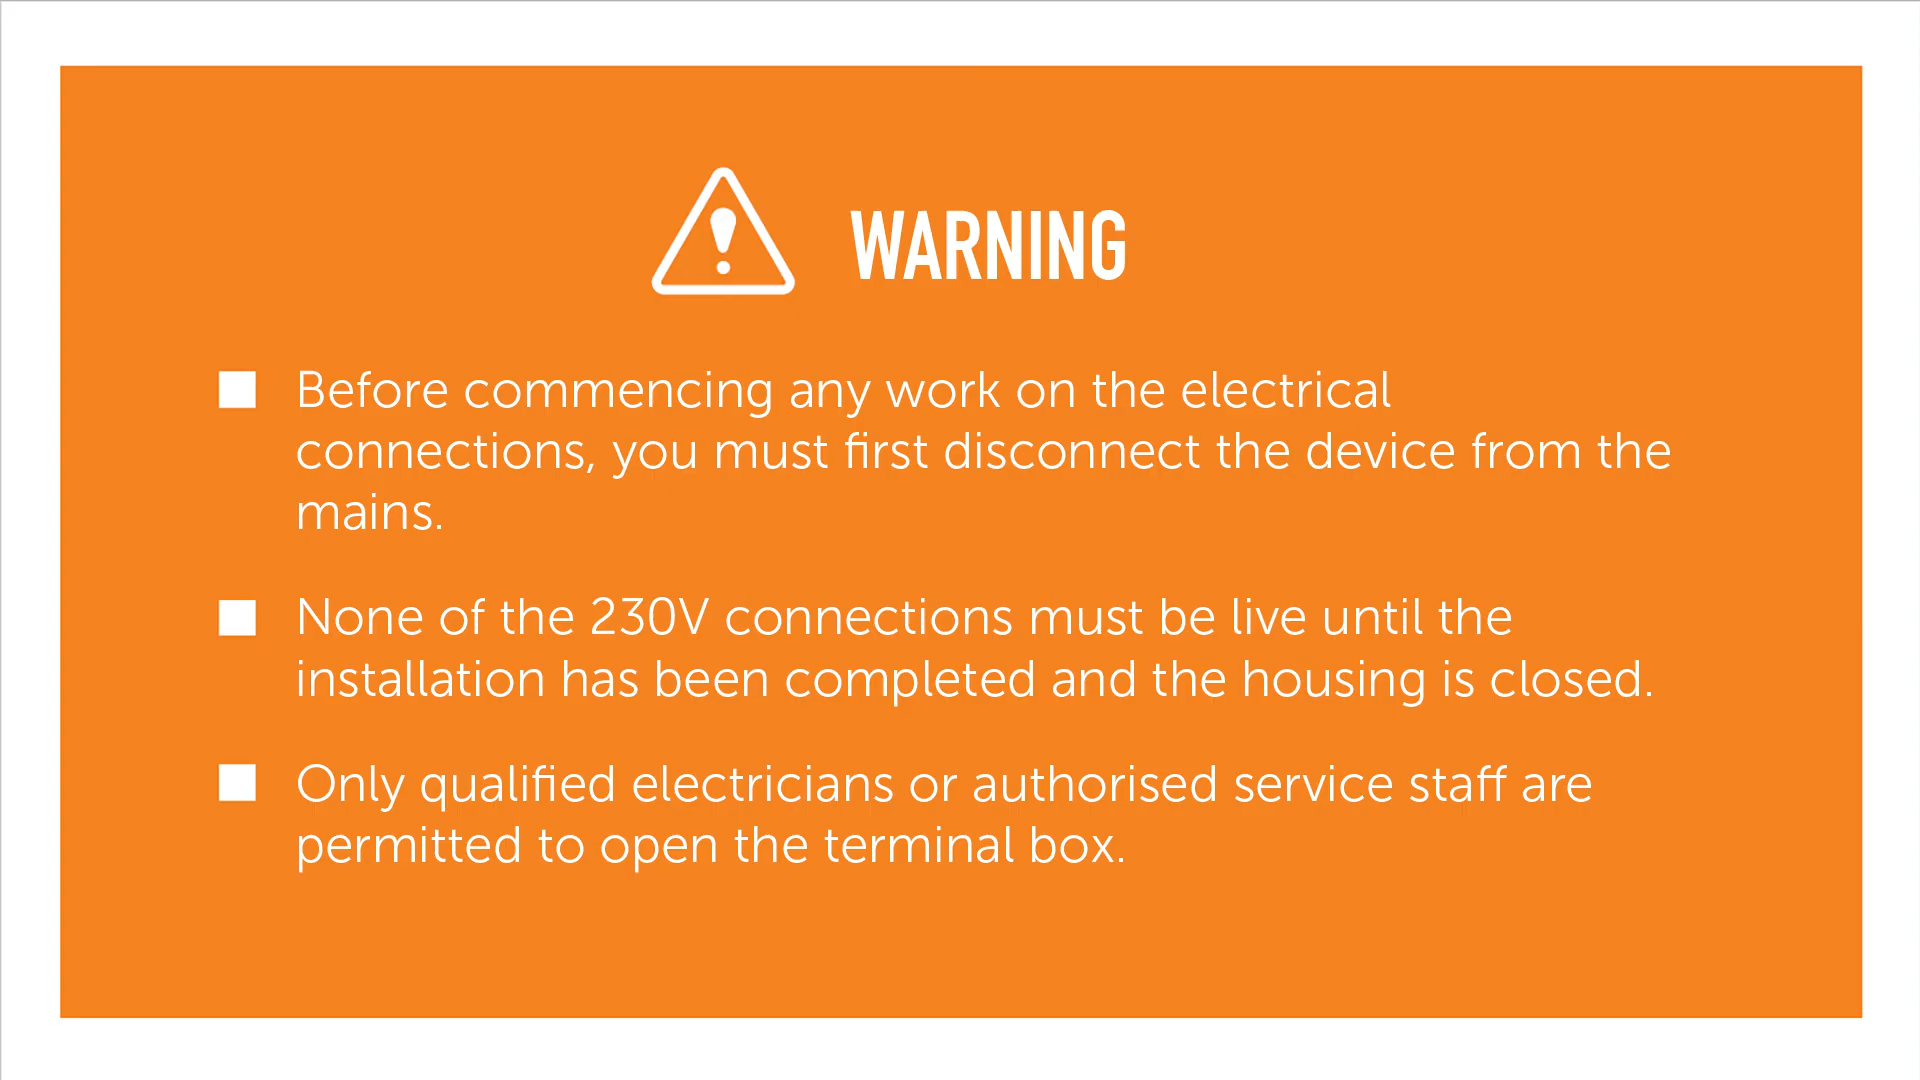 WARNING
Before commencing any work on the electrical
connections, you must first disconnect the device from the
mains.
None of the 230V connections must be live until the
installation has been completed and the housing is closed.
Only qualified electricians or authorised service staff are
permitted to open the terminal box.